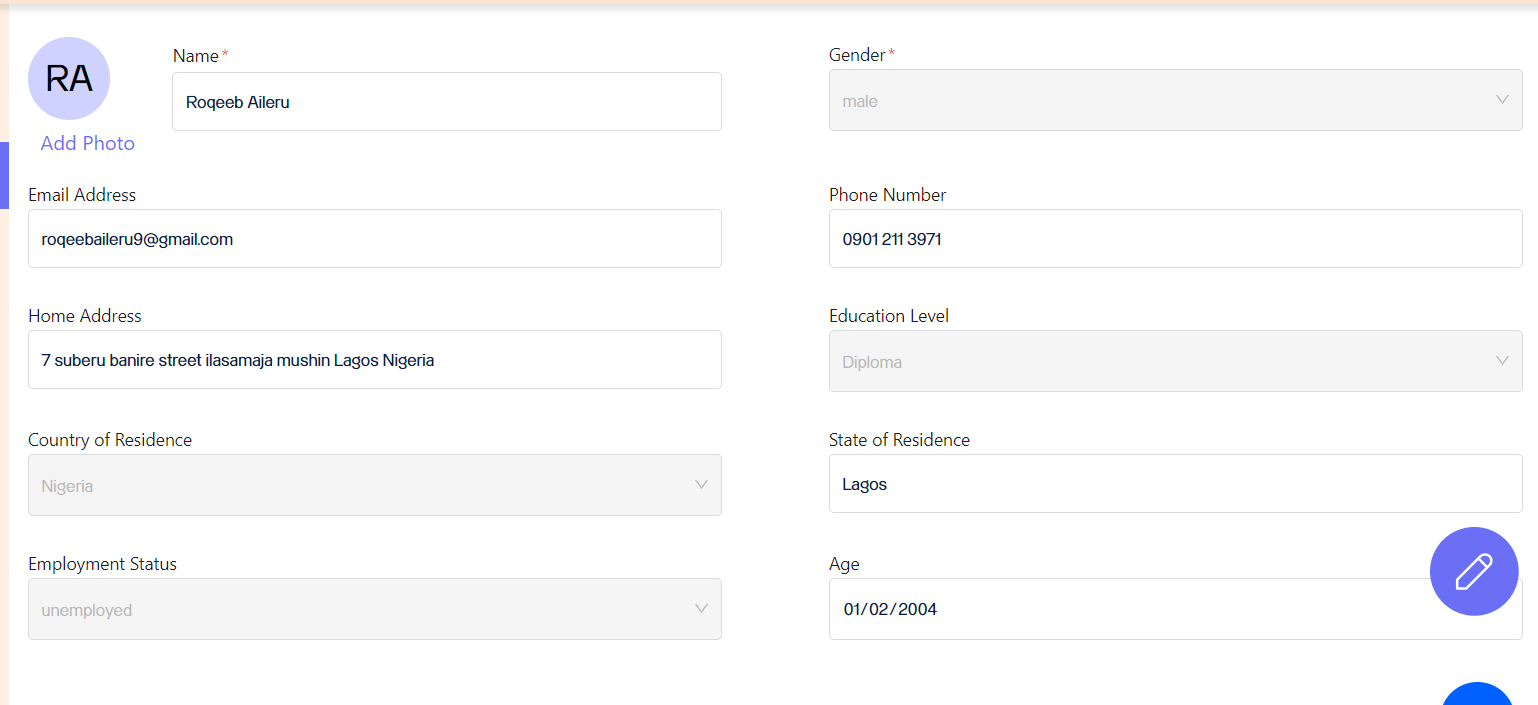 RA
Add Photo
Name*
Roqeeb Aileru
Gender*
male
Email Address
roqeebaileru9@gmail.com
Phone Number
0901 211 3971
Home Address
7 suberu banire street ilasamaja mushin Lagos Nigeria
Education Level
Diploma
Country of Residence
Nigeria
State of Residence
Lagos
Employment Status
unemployed
Age
01/02/2004